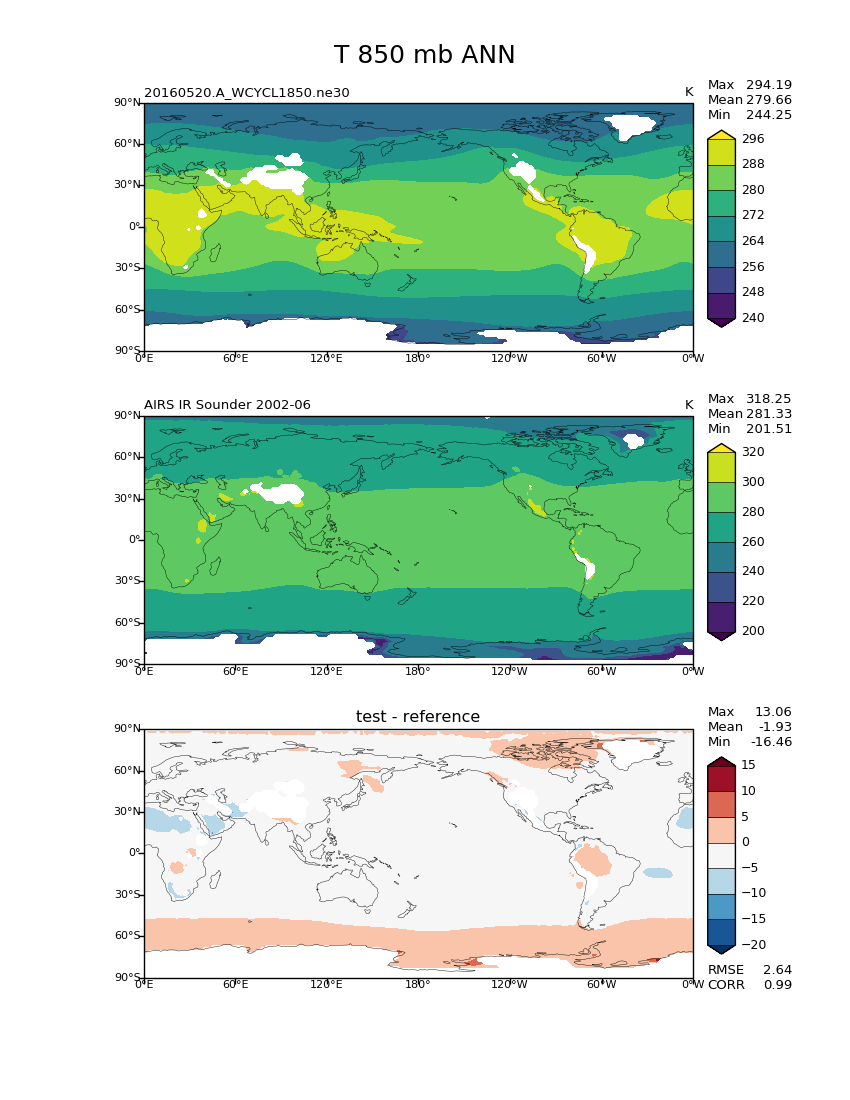 T 850 mb ANN
20160520.A_WCYCL1850.ne30
K
Max 294.19
Mean 279.66
Min 244.25
90°N
60°N
30°N
0°
30°S
60°S
90°S
0°E 60°E 120°E 180° 120°W 60°W 0°W
296
288
280
272
264
256
248
240
AIRS IR Sounder 2002-06
K
Max 318.25
Mean 281.33
Min 201.51
90°N
60°N
30°N
0°
30°S
60°S
90°S
0°E 60°E 120°E 180° 120°W 60°W 0°W
320
300
280
260
240
220
200
test - reference
Max 13.06
Mean -1.93
Min -16.46
90°N
60°N
30°N
0°
30°S
60°S
90°S
0°E 60°E 120°E 180° 120°W 60°W 0°W
15
10
5
0
−5
−10
−15
−20
RMSE 2.64
CORR 0.99